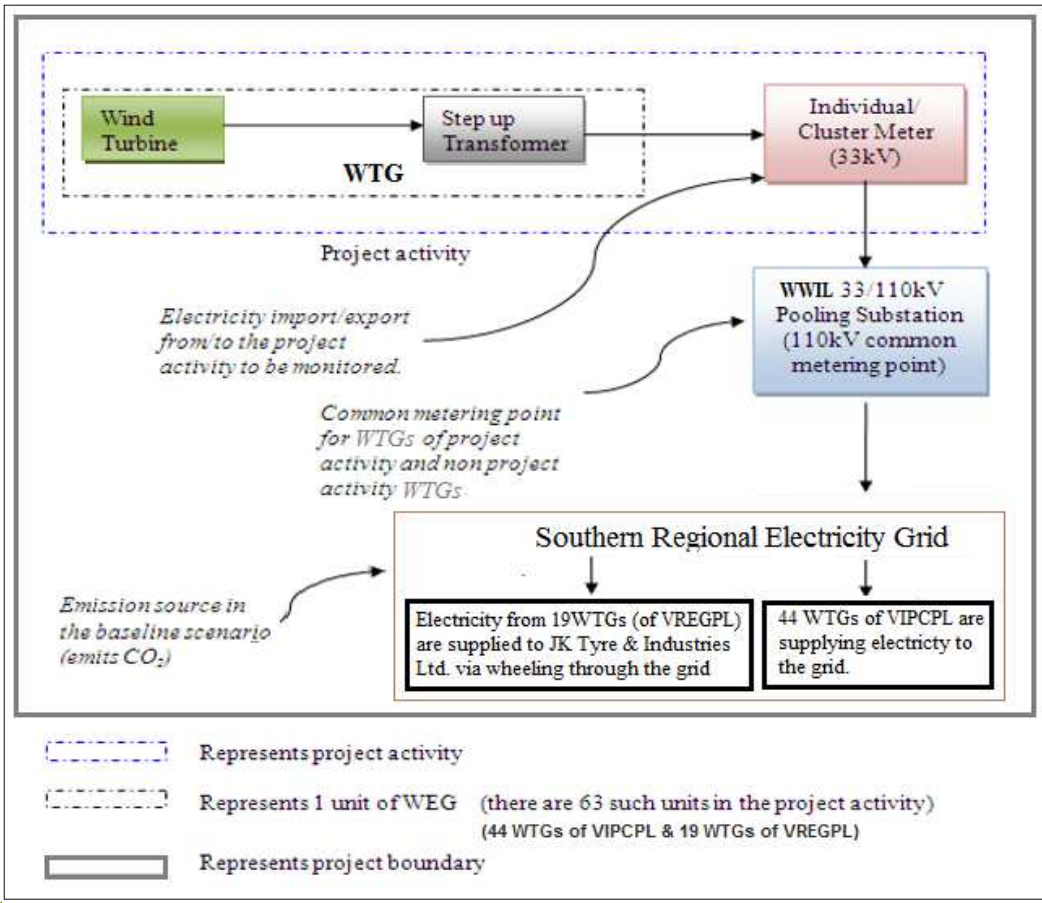 Wind
Turbine
Step up
Transformer
WTG
Individual/
Cluster Meter
(33kV)
Project activity
Electricity import/export
from/to the project
activity to be monitored.
WWIL 33/110kV
Pooling Substation
(110kV common
metering point)
Common metering point
for WTGs of project
activity and non project
activity WTGs
Southern Regional Electricity Grid
Emission source in
the baseline scenario
(emits CO₂)
Electricity from 19WTGs (of VREGPL)
are supplied to JK Tyre & Industries
Ltd. via wheeling through the grid
44 WTGs of VIPCPL are
supplying electricty to
the grid.
Represents project activity
Represents 1 unit of WEG (there are 63 such units in the project activity)
(44 WTGs of VIPCPL & 19 WTGs of VREGPL)
Represents project boundary